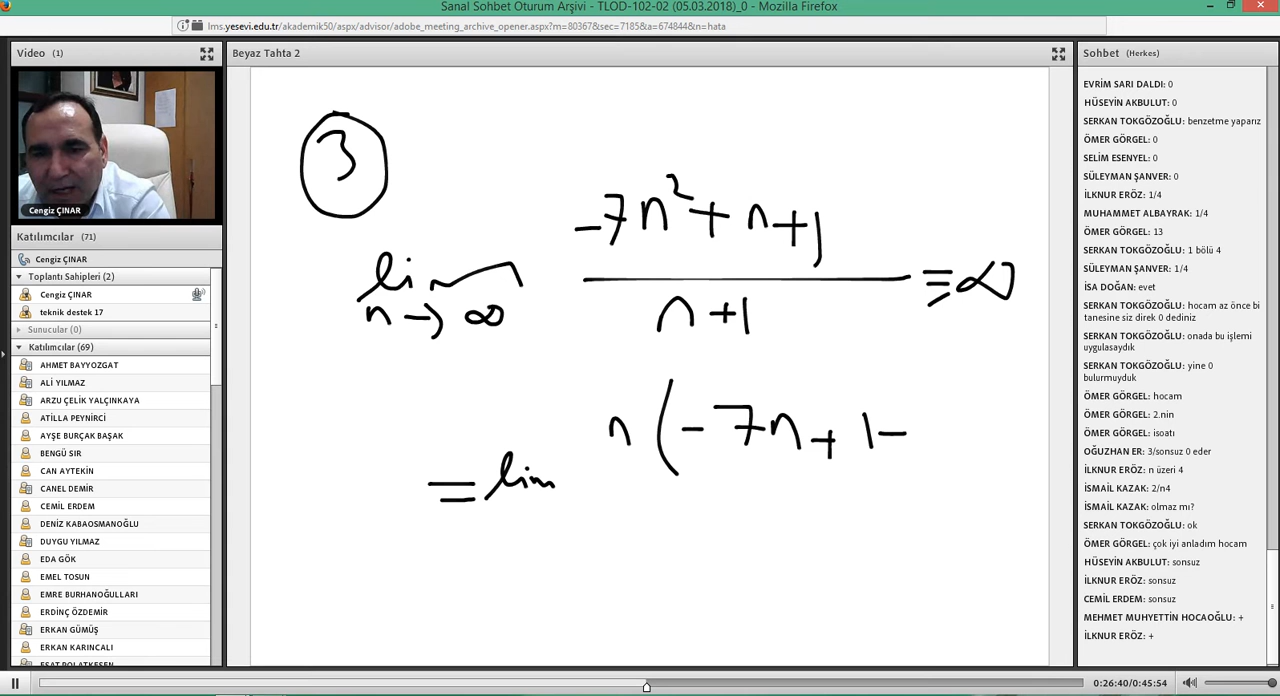 Sanal Sohbet Oturum Arşivi - TLOD-102-02 (05.03.2018)_0 - Mozilla Firefox
lms.yesevi.edu.tr/akademik50/aspx/advisor/adobe_meeting_archive_opener.aspx?m=80367&sec=7185&a=674844&n=hata
Video (1)
Cengiz ÇINAR
Katılımcılar (71)
Cengiz ÇINAR
Toplantı Sahipleri (2)
Cengiz ÇINAR
teknik destek 17
Sunucular (0)
Katılımcılar (69)
AHMET BAYYOZGAT
ALİ YILMAZ
ARZU ÇELİK YALÇINKAYA
ATİLLA PEYNİRCİ
AYŞE BURÇAK BAŞAK
BENGÜ SIR
CAN AYTEKİN
CANEL DEMİR
CEMİL ERDEM
DENİZ KABAOSMANOĞLU
DUYGU YILMAZ
EDA GÖK
EMEL TOSUN
EMRE BURHANOĞULLARI
ERDİNÇ ÖZDEMİR
ERKAN GÜMÜŞ
ERKAN KARINCALI
ESAT POLATKESEN
Beyaz Tahta 2
3
-7n²+n+1
lim = ∞
n→∞ n+1
n(-7n+1-
= lim
Sohbet (Herkes)
EVRİM SARI DALDI: 0
HÜSEYİN AKBULUT: 0
SERKAN TOKGÖZOĞLU: benzetme yaparız
ÖMER GÖRGEL: 0
SELİM ESENYEL: 0
SÜLEYMAN ŞANVER: 0
İLKNUR ERÖZ: 1/4
MUHAMMET ALBAYRAK: 1/4
ÖMER GÖRGEL: 13
SERKAN TOKGÖZOĞLU: 1 bölü 4
SÜLEYMAN ŞANVER: 1/4
İSA DOĞAN: evet
SERKAN TOKGÖZOĞLU: hocam az önce bi
tanesine siz direk 0 dediniz
SERKAN TOKGÖZOĞLU: onada bu işlemi
uygulasaydık
SERKAN TOKGÖZOĞLU: yine 0
bulurmuyduk
ÖMER GÖRGEL: hocam
ÖMER GÖRGEL: 2.nin
ÖMER GÖRGEL: isoatı
OĞUZHAN ER: 3/sonsuz 0 eder
İLKNUR ERÖZ: n üzeri 4
İSMAİL KAZAK: 2/n4
İSMAİL KAZAK: olmaz mı?
SERKAN TOKGÖZOĞLU: ok
ÖMER GÖRGEL: çok iyi anladım hocam
HÜSEYİN AKBULUT: sonsuz
İLKNUR ERÖZ: sonsuz
CEMİL ERDEM: sonsuz
MEHMET MUHYETTİN HOCAOĞLU: +
İLKNUR ERÖZ: +
0:26:40/0:45:54